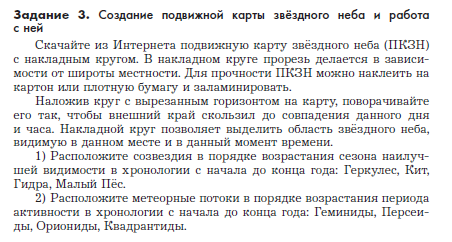 Задание 3. Создание подвижной карты звёздного неба и работа
с ней
Скачайте из Интернета подвижную карту звёздного неба (ПКЗН)
с накладным кругом. В накладном круге прорезь делается в зависи-
мости от широты местности. Для прочности ПКЗН можно наклеить на
картон или плотную бумагу и заламинировать.
Наложив круг с вырезанным горизонтом на карту, поворачивайте
его так, чтобы внешний край скользил до совпадения данного дня
и часа. Накладной круг позволяет выделить область звёздного неба,
видимую в данном месте и в данный момент времени.
1) Расположите созвездия в порядке возрастания сезона наилуч-
шей видимости в хронологии с начала до конца года: Геркулес, Кит,
Гидра, Малый Пёс.
2) Расположите метеорные потоки в порядке возрастания периода
активности в хронологии с начала до конца года: Геминиды, Персеи-
ды, Ориониды, Квадрантиды.